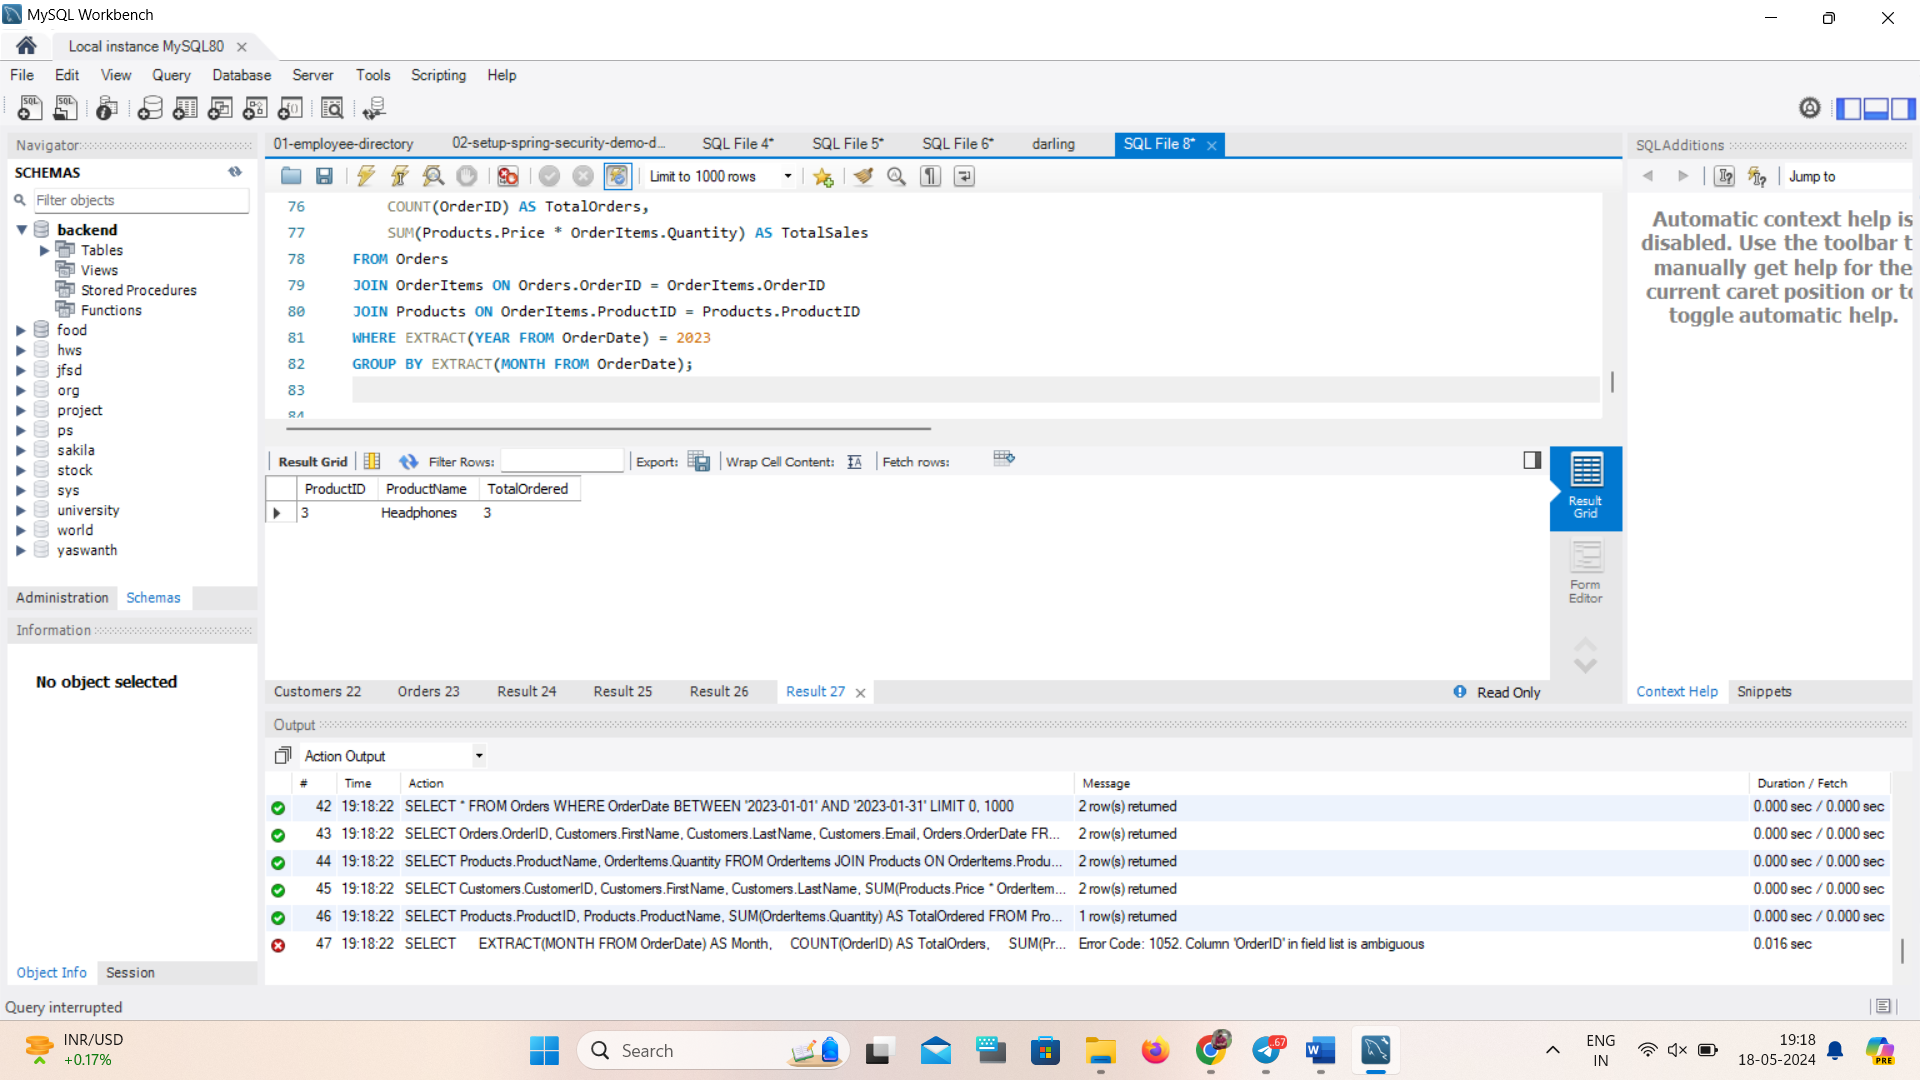 MySQL Workbench
Local instance MySQL80
File Edit View Query Database Server Tools Scripting Help
Navigator
SCHEMAS
Filter objects
backend
Tables
Views
Stored Procedures
Functions
food
hws
jfsd
org
project
ps
sakila
stock
sys
university
world
yaswanth
Administration Schemas
Information
No object selected
Object Info Session
Query interrupted
01-employee-directory 02-setup-spring-security-demo-d... SQL File 4* SQL File 5* SQL File 6* darling SQL File 8*
Limit to 1000 rows
76 COUNT(OrderID) AS TotalOrders,
77 SUM(Products.Price * OrderItems.Quantity) AS TotalSales
78 FROM Orders
79 JOIN OrderItems ON Orders.OrderID = OrderItems.OrderID
80 JOIN Products ON OrderItems.ProductID = Products.ProductID
81 WHERE EXTRACT(YEAR FROM OrderDate) = 2023
82 GROUP BY EXTRACT(MONTH FROM OrderDate);
83
84
Result Grid Filter Rows: Export: Wrap Cell Content: Fetch rows:
ProductID ProductName TotalOrdered
3 Headphones 3
Result
Grid
Form
Editor
Customers 22 Orders 23 Result 24 Result 25 Result 26 Result 27 Read Only
SQLAdditions
Jump to
Automatic context help is
disabled. Use the toolbar t
manually get help for the
current caret position or to
toggle automatic help.
Context Help Snippets
Output
Action Output
# Time Action Message Duration / Fetch
42 19:18:22 SELECT * FROM Orders WHERE OrderDate BETWEEN '2023-01-01' AND '2023-01-31' LIMIT 0, 1000 2 row(s) returned 0.000 sec / 0.000 sec
43 19:18:22 SELECT Orders.OrderID, Customers.FirstName, Customers.LastName, Customers.Email, Orders.OrderDate FR... 2 row(s) returned 0.000 sec / 0.000 sec
44 19:18:22 SELECT Products.ProductName, OrderItems.Quantity FROM OrderItems JOIN Products ON OrderItems.Produ... 2 row(s) returned 0.000 sec / 0.000 sec
45 19:18:22 SELECT Customers.CustomerID, Customers.FirstName, Customers.LastName, SUM(Products.Price * OrderItem... 2 row(s) returned 0.000 sec / 0.000 sec
46 19:18:22 SELECT Products.ProductID, Products.ProductName, SUM(OrderItems.Quantity) AS TotalOrdered FROM Pro... 1 row(s) returned 0.000 sec / 0.000 sec
47 19:18:22 SELECT EXTRACT(MONTH FROM OrderDate) AS Month, COUNT(OrderID) AS TotalOrders, SUM(Pr... Error Code: 1052. Column 'OrderID' in field list is ambiguous 0.016 sec
INR/USD
+0.17%
Search
67
ENG
IN
19:18
18-05-2024
PRE